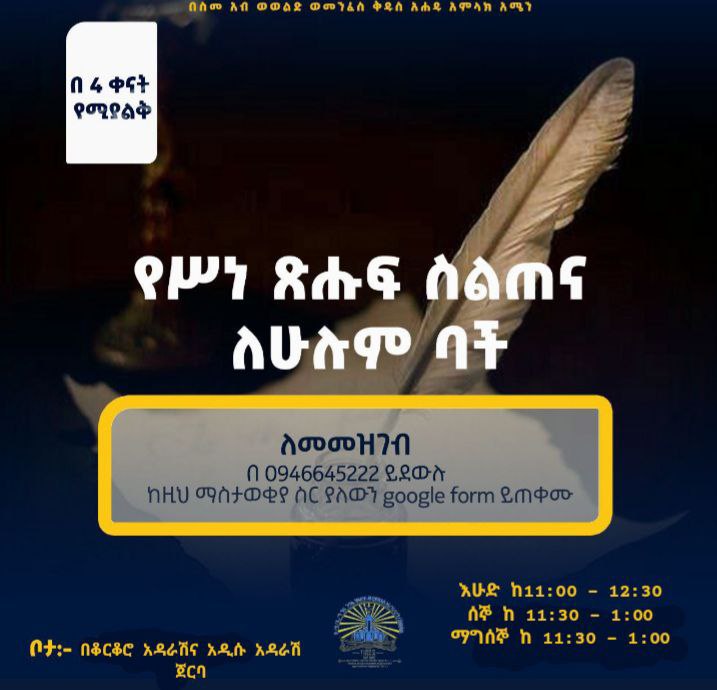 በስመ አብ ወወልድ ወመንፈስ ቅዱስ አሐዱ አምላክ አሜን
በ 4 ቀናት
የሚያልቅ
የሥነ ጽሑፍ ስልጠና
ለሁሉም ባች
ለመመዝገብ
በ 0946645222 ይደውሉ
ከዚህ ማስታወቂያ ስር ያለውን google form ይጠቀሙ
እሁድ ከ11:00 - 12:30
ሰኞ ከ 11:30 - 1:00
ማግሰኞ ከ 11:30 - 1:00
ቦታ:- በቆርቆሮ አዳራሽና አዲሱ አዳራሽ
ጀርባ